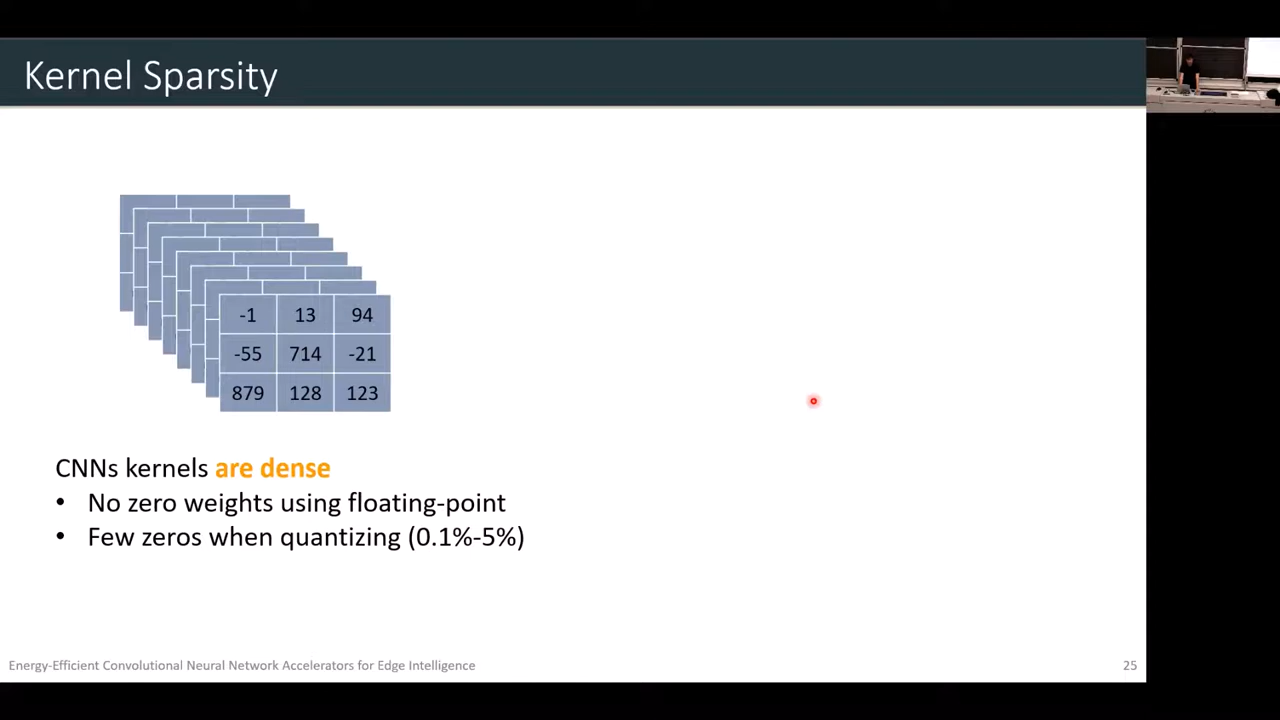 Kernel Sparsity
-1 13 94
-55 714 -21
879 128 123
CNNs kernels are dense
• No zero weights using floating-point
• Few zeros when quantizing (0.1%-5%)
Energy-Efficient Convolutional Neural Network Accelerators for Edge Intelligence
25